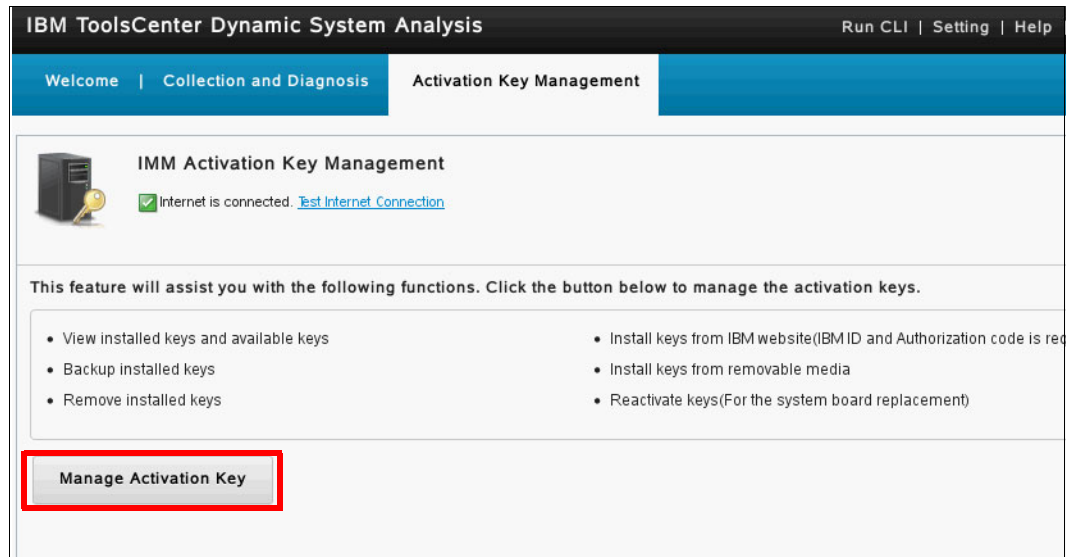 IBM ToolsCenter Dynamic System Analysis
Run CLI | Setting | Help |
Welcome | Collection and Diagnosis
Activation Key Management
IMM Activation Key Management
Internet is connected. Test Internet Connection
This feature will assist you with the following functions. Click the button below to manage the activation keys.
• View installed keys and available keys
• Backup installed keys
• Remove installed keys
• Install keys from IBM website(IBM ID and Authorization code is
• Install keys from removable media
• Reactivate keys(For the system board replacement)
Manage Activation Key